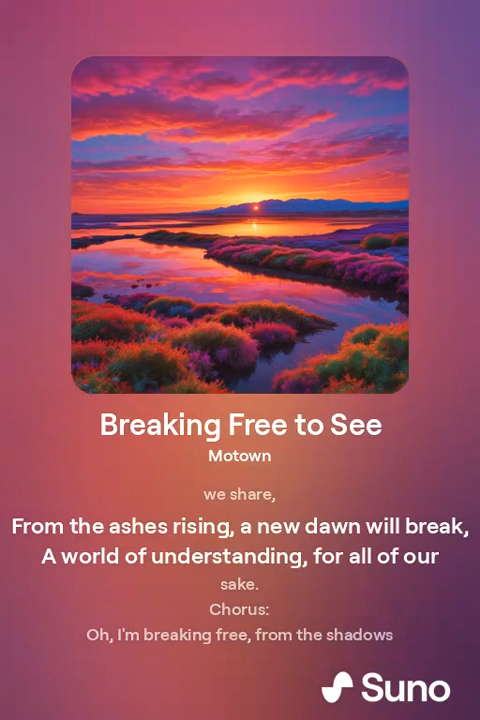 Breaking Free to See
Motown
we share,
From the ashes rising, a new dawn will break,
A world of understanding, for all of our
sake.
Chorus:
Oh, I'm breaking free, from the shadows
Suno